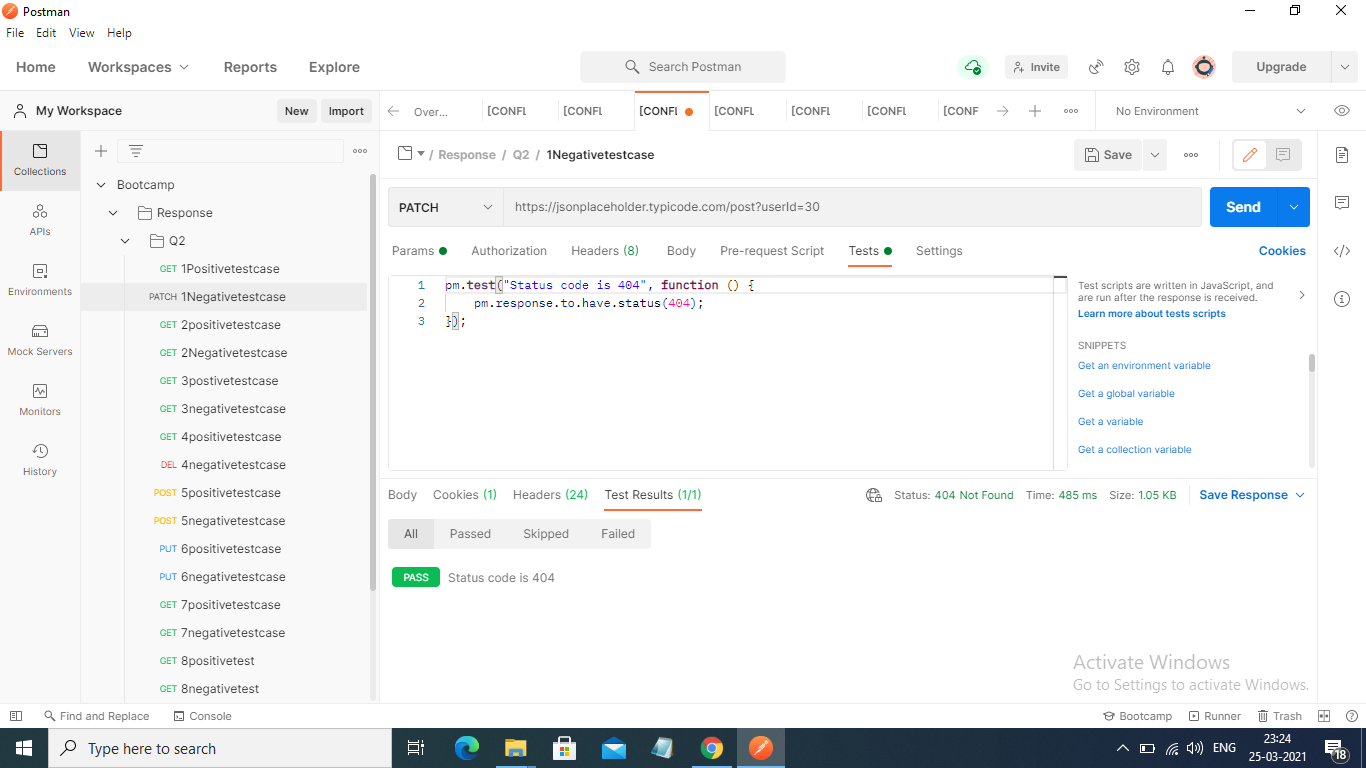 Postman
File Edit View Help
Home Workspaces Reports Explore Search Postman Invite Upgrade
My Workspace New Import
Over... [CONFL [CONFL [CONFL [CONFL [CONFL [CONFL [CONF No Environment
/ Response / Q2 / 1Negativetestcase Save
Collections
APIs
Environments
Mock Servers
Monitors
History
Bootcamp
Response
Q2
GET 1Positivetestcase
PATCH 1Negativetestcase
GET 2positivetestcase
GET 2Negativetestcase
GET 3postivetestcase
GET 3negativetestcase
GET 4positivetestcase
DEL 4negativetestcase
POST 5positivetestcase
POST 5negativetestcase
PUT 6positivetestcase
PUT 6negativetestcase
GET 7positivetestcase
GET 7negativetestcase
GET 8positivetest
GET 8negativetest
PATCH https://jsonplaceholder.typicode.com/post?userId=30 Send
Params Authorization Headers (8) Body Pre-request Script Tests Settings Cookies
1 pm.test("Status code is 404", function () {
2 pm.response.to.have.status(404);
3 });
Test scripts are written in JavaScript, and
are run after the response is received.
Learn more about tests scripts
SNIPPETS
Get an environment variable
Get a global variable
Get a variable
Get a collection variable
Body Cookies (1) Headers (24) Test Results (1/1) Status: 404 Not Found Time: 485 ms Size: 1.05 KB Save Response
All Passed Skipped Failed
PASS Status code is 404
Activate Windows
Go to Settings to activate Windows.
Find and Replace Console Bootcamp Runner Trash
Type here to search
ENG
23:24
25-03-2021
18